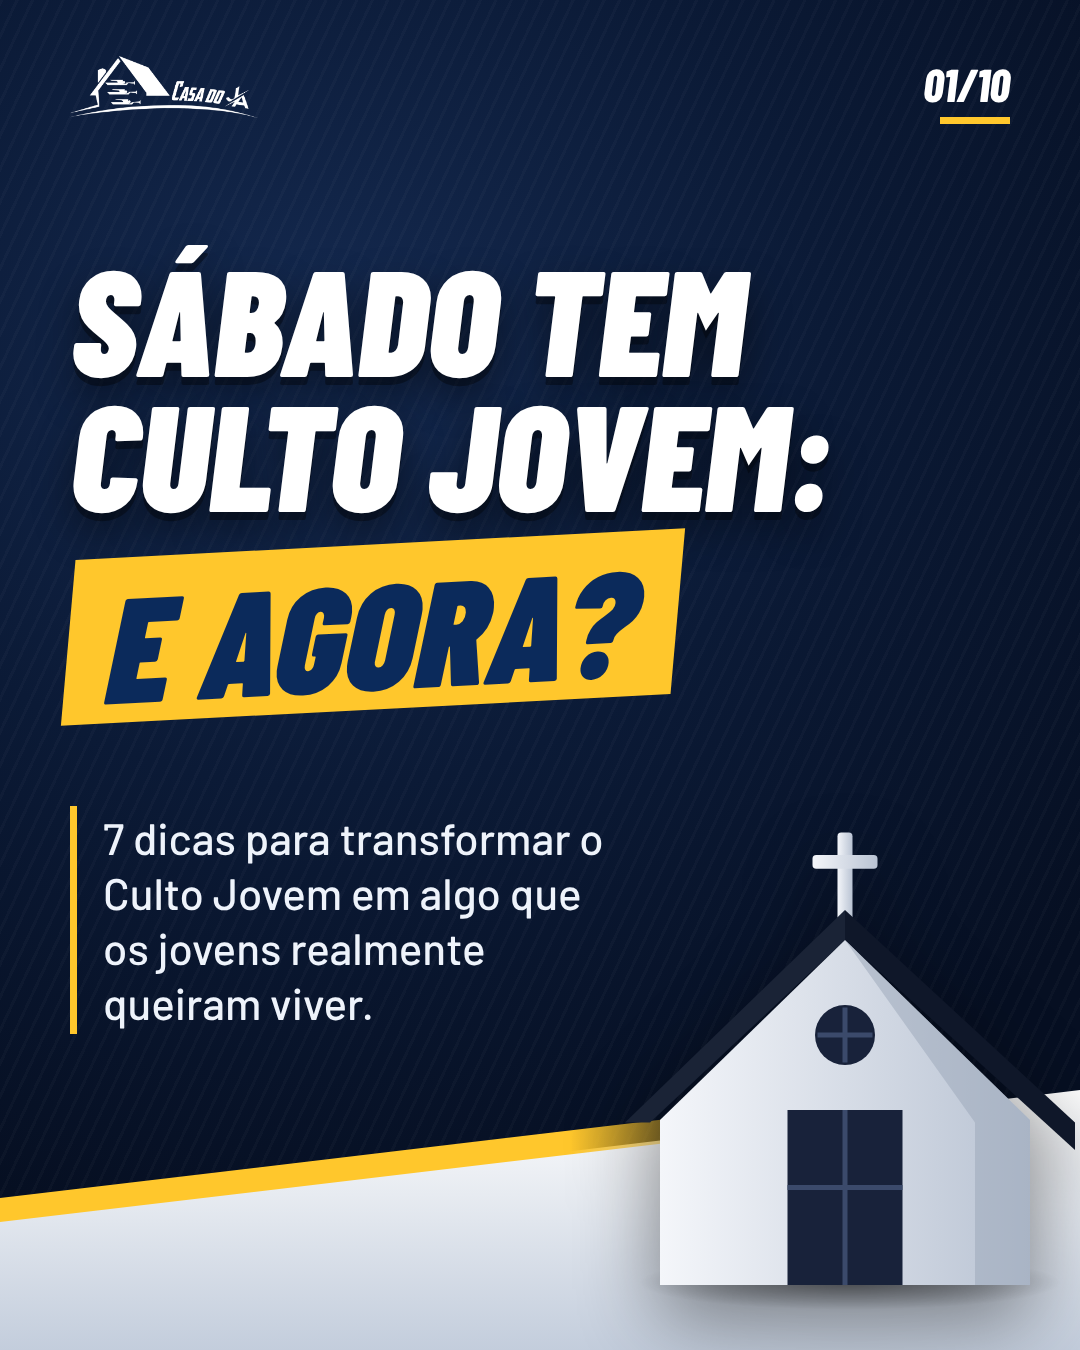 CASA DO JA
01/10
SÁBADO TEM
CULTO JOVEM:
E AGORA?
7 dicas para transformar o
Culto Jovem em algo que
os jovens realmente
queiram viver.